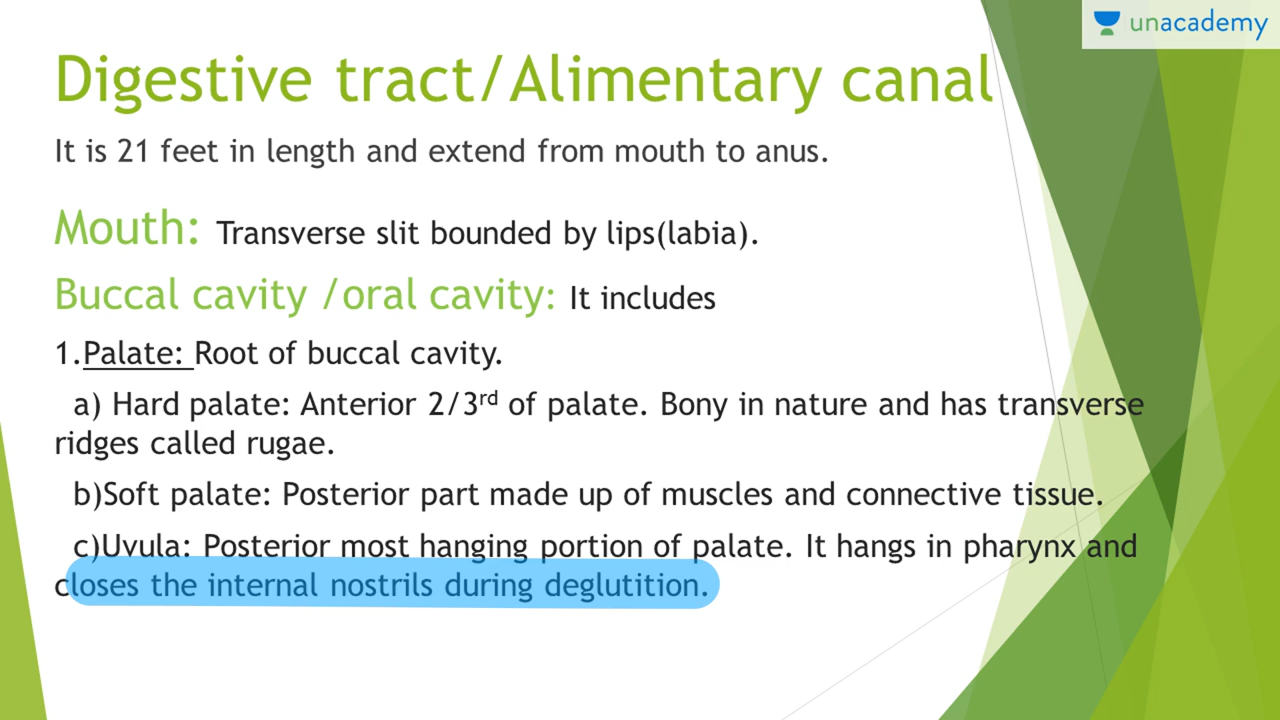 unacademy
Digestive tract/Alimentary canal
It is 21 feet in length and extend from mouth to anus.
Mouth: Transverse slit bounded by lips(labia).
Buccal cavity /oral cavity: It includes
1.Palate: Root of buccal cavity.
a) Hard palate: Anterior 2/3rd of palate. Bony in nature and has transverse
ridges called rugae.
b)Soft palate: Posterior part made up of muscles and connective tissue.
c)Uvula: Posterior most hanging portion of palate. It hangs in pharynx and
closes the internal nostrils during deglutition.